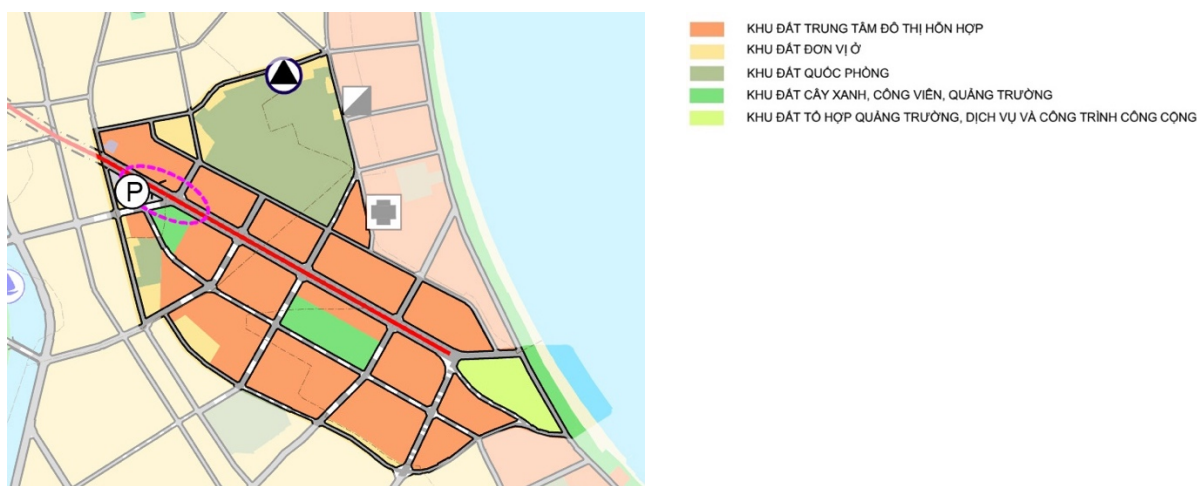 KHU ĐẤT TRUNG TÂM ĐÔ THỊ HỖN HỢP
KHU ĐẤT ĐƠN VỊ Ở
KHU ĐẤT QUỐC PHÒNG
KHU ĐẤT CÂY XANH, CÔNG VIÊN, QUẢNG TRƯỜNG
KHU ĐẤT TỔ HỢP QUẢNG TRƯỜNG, DỊCH VỤ VÀ CÔNG TRÌNH CÔNG CỘNG
P